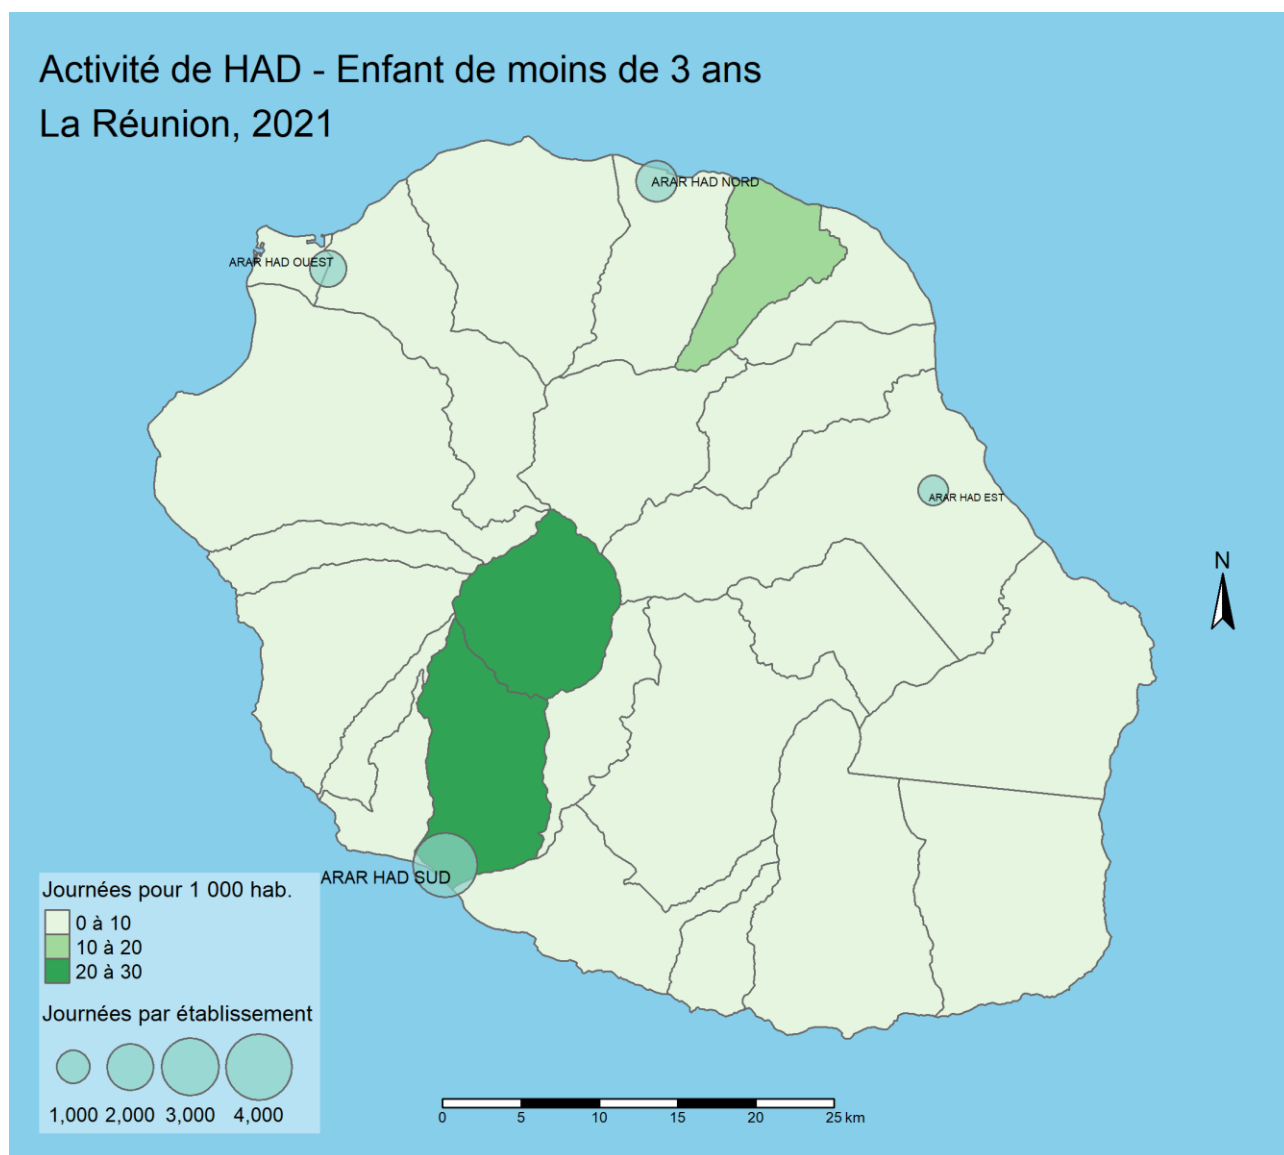 Activité de HAD - Enfant de moins de 3 ans
La Réunion, 2021
ARAR HAD NORD
ARAR HAD OUEST
ARAR HAD EST
N
ARAR HAD SUD
Journées pour 1 000 hab.
0 à 10
10 à 20
20 à 30
Journées par établissement
1,000 2,000 3,000 4,000
0 5 10 15 20 25 km